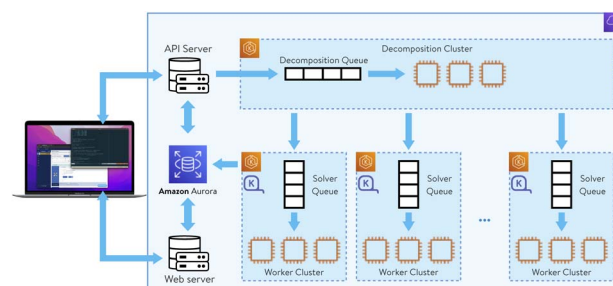 API Server
Decomposition Cluster
Decomposition Queue
Amazon Aurora
Web server
K
Solver
Queue
Worker Cluster
K
Solver
Queue
Worker Cluster
...
K
Solver
Queue
Worker Cluster